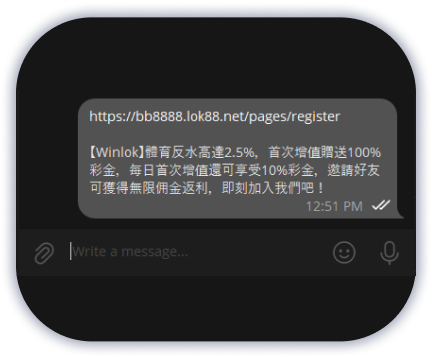 https://bb8888.lok88.net/pages/register
【Winlok】體育反水高達2.5%，首次增值贈送100%
彩金，每日首次增值還可享受10%彩金，邀請好友
可獲得無限佣金返利，即刻加入我們吧！
12:51 PM
Write a message...